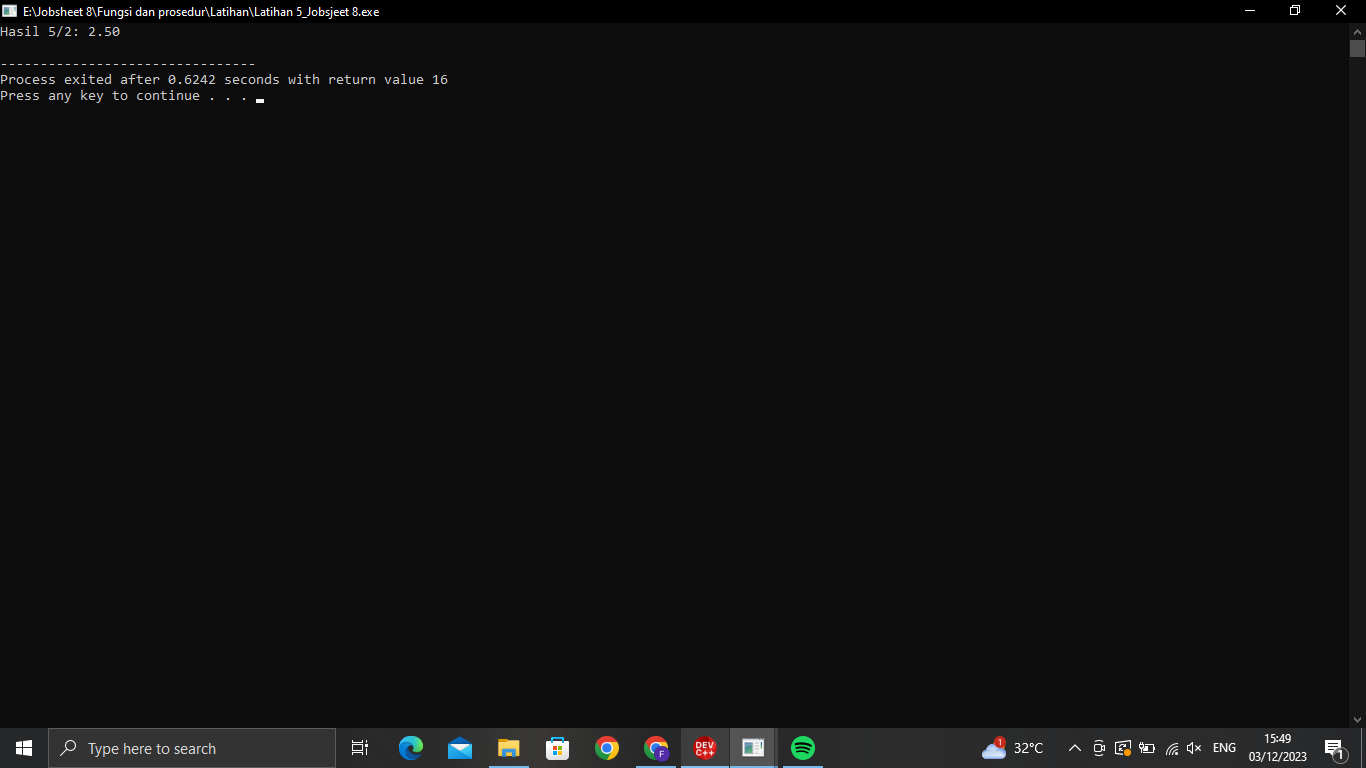 E:\Jobsheet 8\Fungsi dan prosedur\Latihan\Latihan 5_Jobsjeet 8.exe
Hasil 5/2: 2.50
--------------------------------
Process exited after 0.6242 seconds with return value 16
Press any key to continue . . .
Type here to search
DEV
C++
F
1
32°C
ENG
15:49
03/12/2023
1